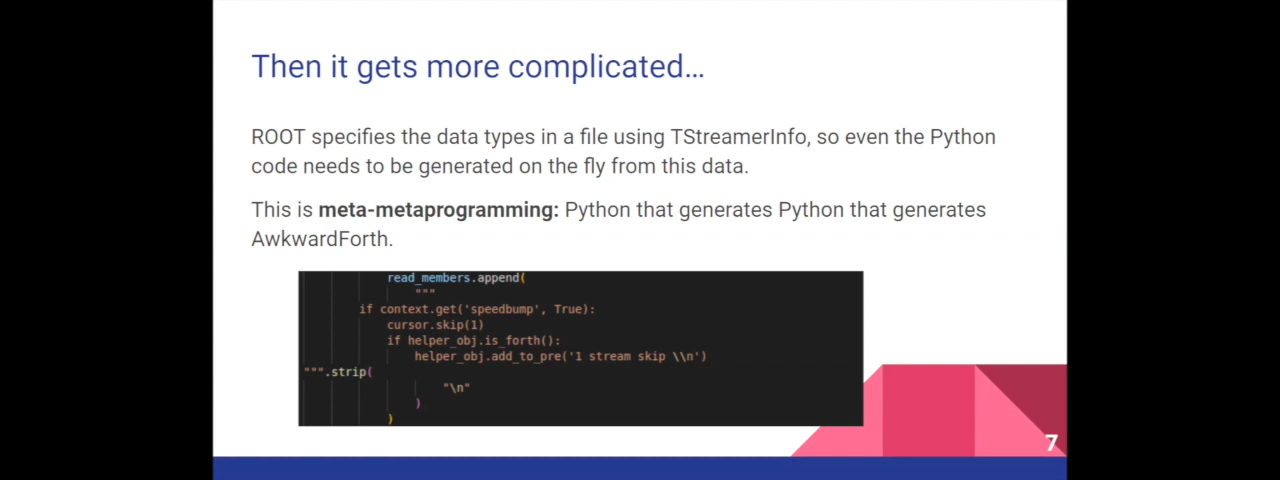 Then it gets more complicated...
ROOT specifies the data types in a file using TStreamerInfo, so even the Python
code needs to be generated on the fly from this data.
This is meta-metaprogramming: Python that generates Python that generates
AwkwardForth.
read_members.append(
"""
if context.get('speedbump', True):
cursor.skip(1)
if helper_obj.is_forth():
helper_obj.add_to_pre('1 stream skip \\n')
""".strip(
"\n"
)
)
7